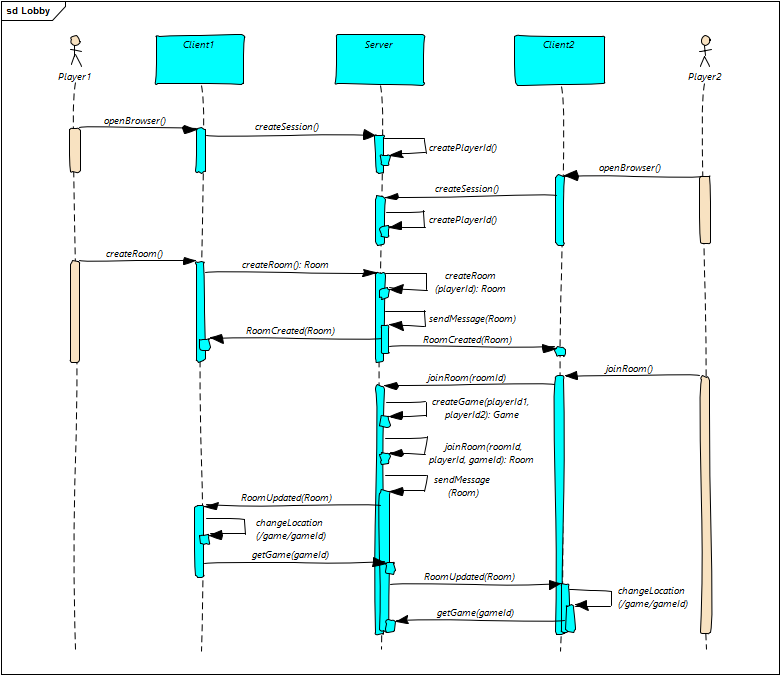 sd Lobby
Client1
Server
Client2
Player1
Player2
openBrowser()
createSession()
createPlayerId()
openBrowser()
createSession()
createPlayerId()
createRoom()
createRoom(): Room
createRoom
(playerId): Room
sendMessage(Room)
RoomCreated(Room)
RoomCreated(Room)
joinRoom()
joinRoom(roomId)
createGame(playerId1,
playerId2): Game
joinRoom(roomId,
playerId, gameId): Room
sendMessage
(Room)
RoomUpdated(Room)
changeLocation
(/game/gameId)
getGame(gameId)
RoomUpdated(Room)
changeLocation
(/game/gameId)
getGame(gameId)